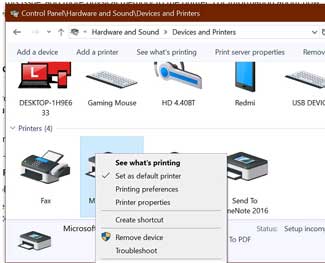 Control Panel\Hardware and Sound\Devices and Printers
Hardware and Sound > Devices and Printers
Add a device Add a printer See what's printing Print server properties
DESKTOP-1H9E6
33
Gaming Mouse
HD 4.40BT
Redmi
USB DEVIC
Printers (4)
Fax
M
Send To
neNote 2016
See what's printing
Set as default printer
Printing preferences
Printer properties
Create shortcut
Remove device
Troubleshoot
Microsof
Status: Setup incom
To PDF